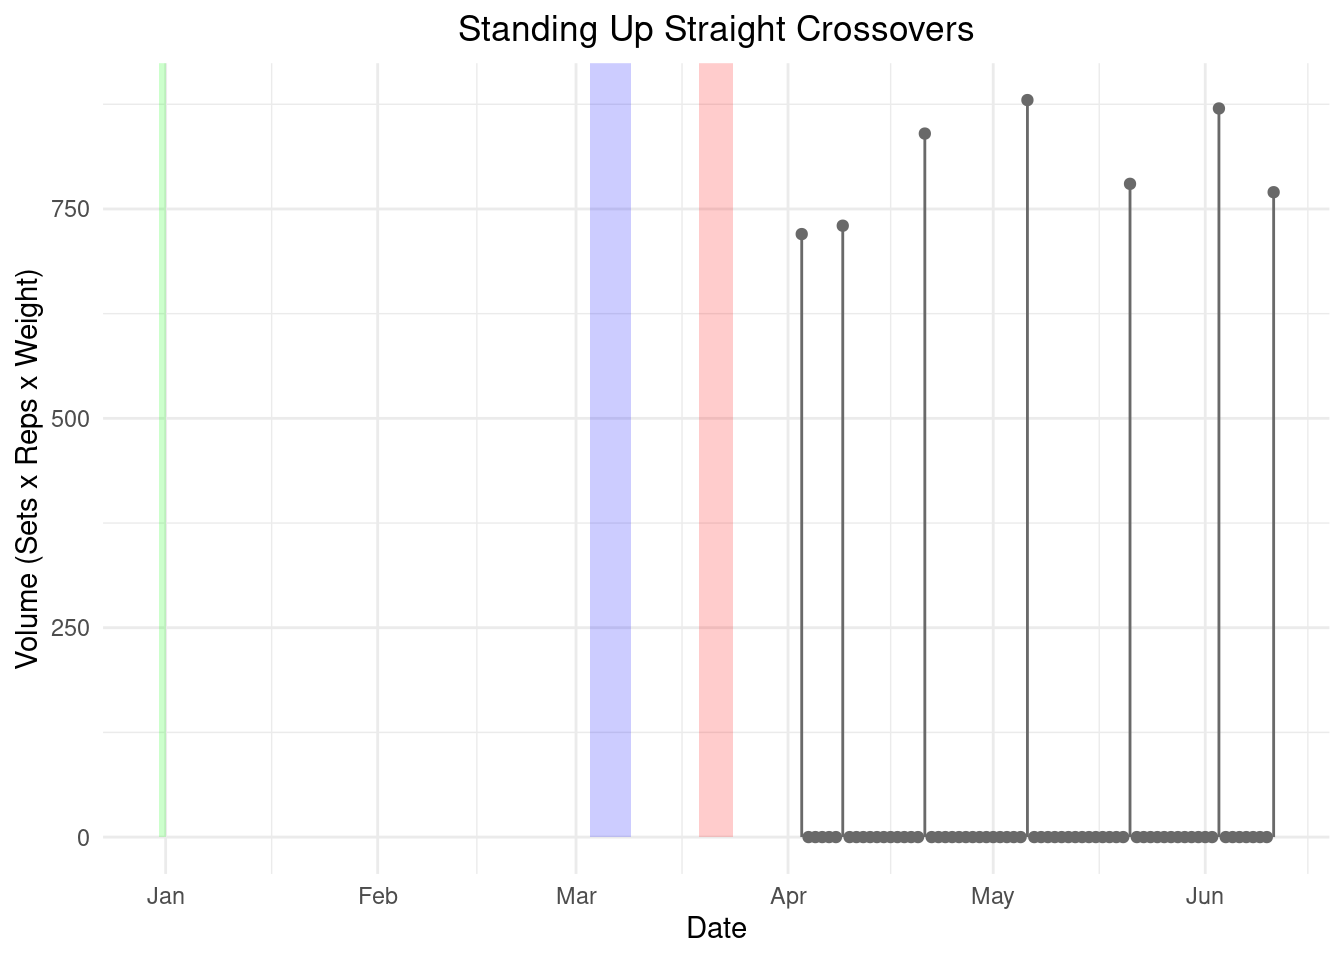 Standing Up Straight Crossovers
Volume (Sets x Reps x Weight)
750
500
250
0
Jan Feb Mar Apr May Jun
Date